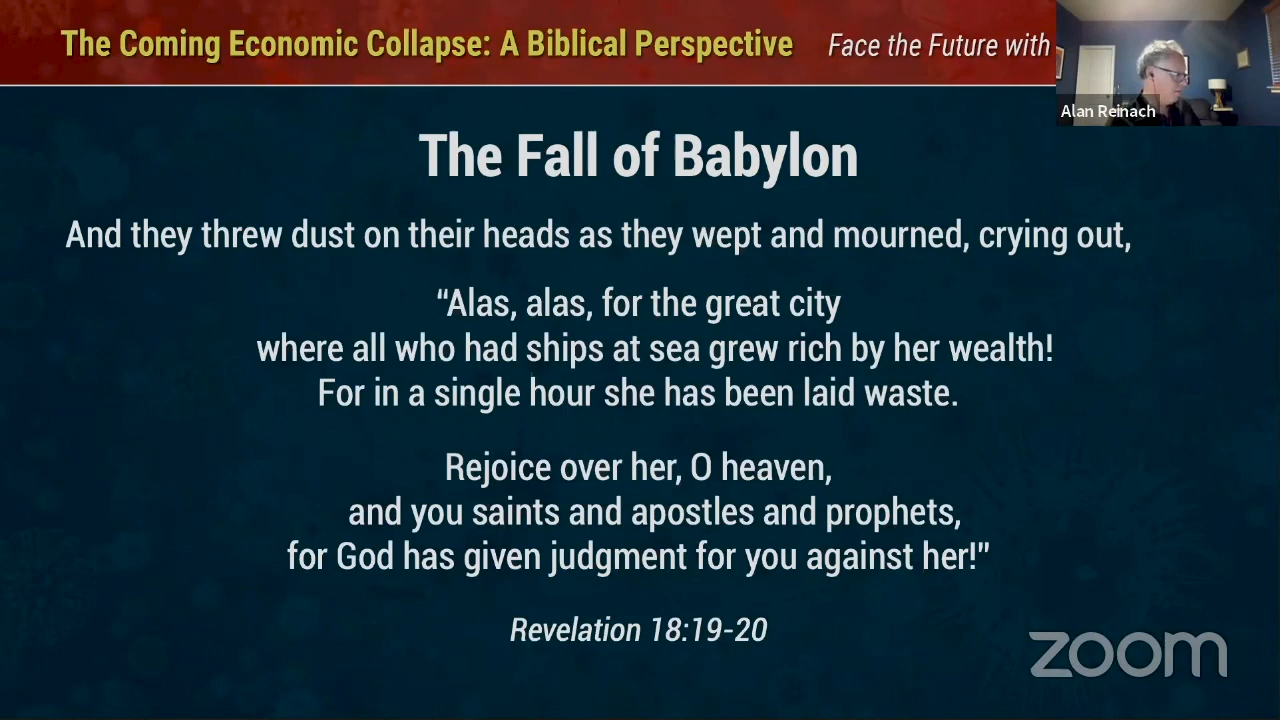 The Coming Economic Collapse: A Biblical Perspective Face the Future with
Alan Reinach
The Fall of Babylon
And they threw dust on their heads as they wept and mourned, crying out,
“Alas, alas, for the great city
where all who had ships at sea grew rich by her wealth!
For in a single hour she has been laid waste.
Rejoice over her, O heaven,
and you saints and apostles and prophets,
for God has given judgment for you against her!”
Revelation 18:19-20
zoom